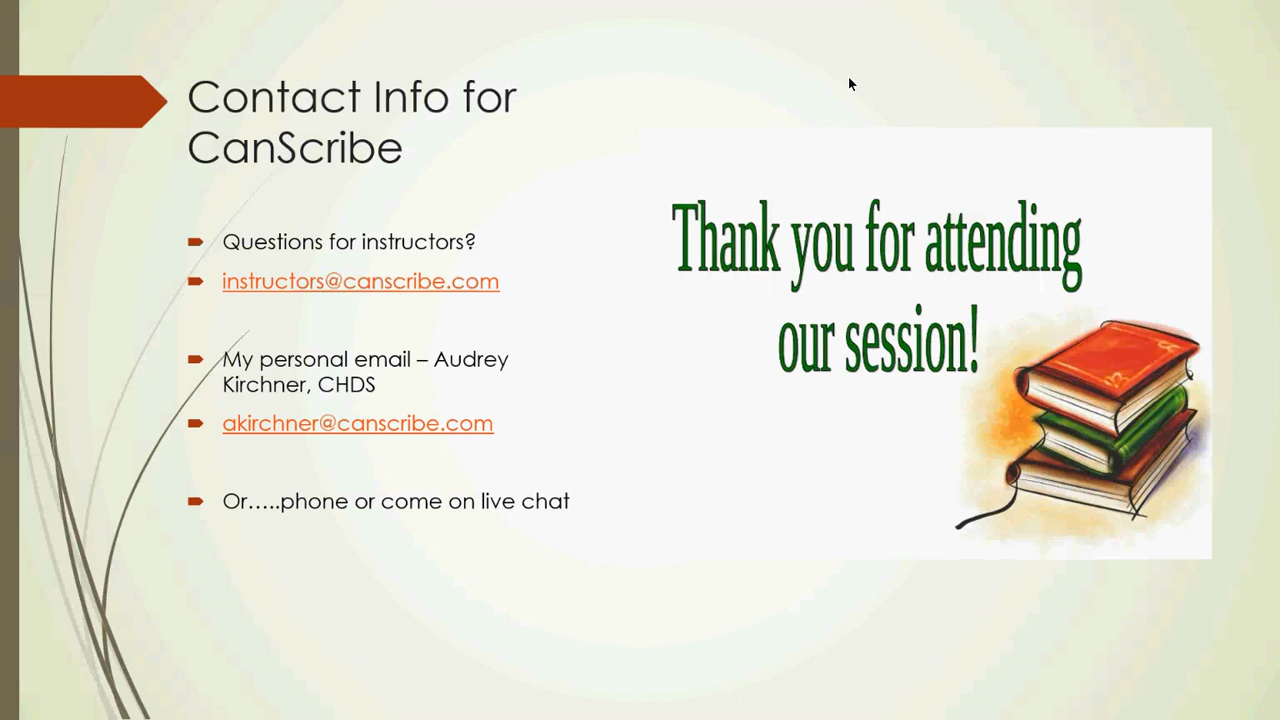 Contact Info for
CanScribe
Questions for instructors?
instructors@canscribe.com
My personal email – Audrey
Kirchner, CHDS
akirchner@canscribe.com
Or…..phone or come on live chat
Thank you for attending
our session!